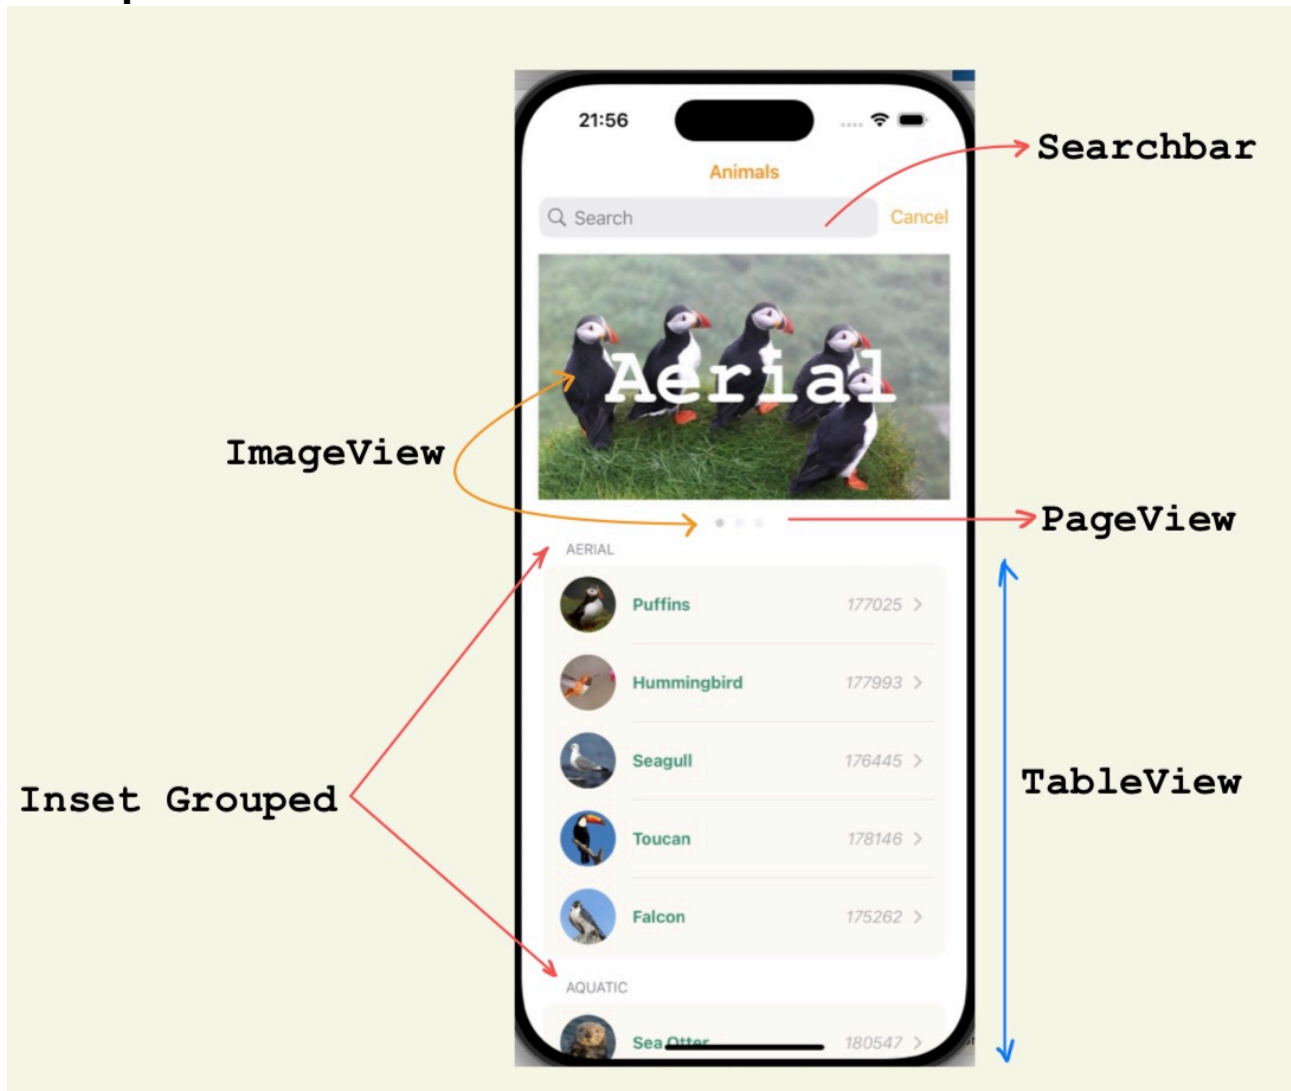 21:56
Searchbar
Animals
Search
Cancel
Aerial
ImageView
PageView
AERIAL
Puffins 177025
Hummingbird 177993
Seagull 176445
TableView
Inset Grouped
Toucan 178146
Falcon 175262
AQUATIC
Sea Otter 180547